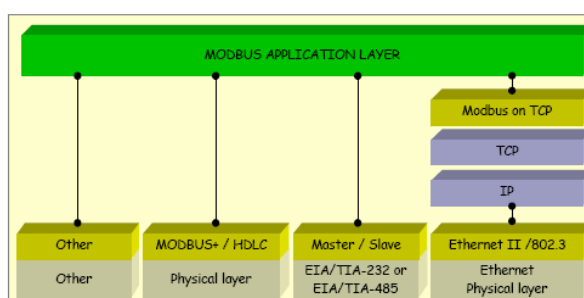 MODBUS APPLICATION LAYER
Modbus on TCP
TCP
IP
Other
MODBUS+ / HDLC
Master / Slave
Ethernet II /802.3
Other
Physical layer
EIA/TIA-232 or
EIA/TIA-485
Ethernet
Physical layer